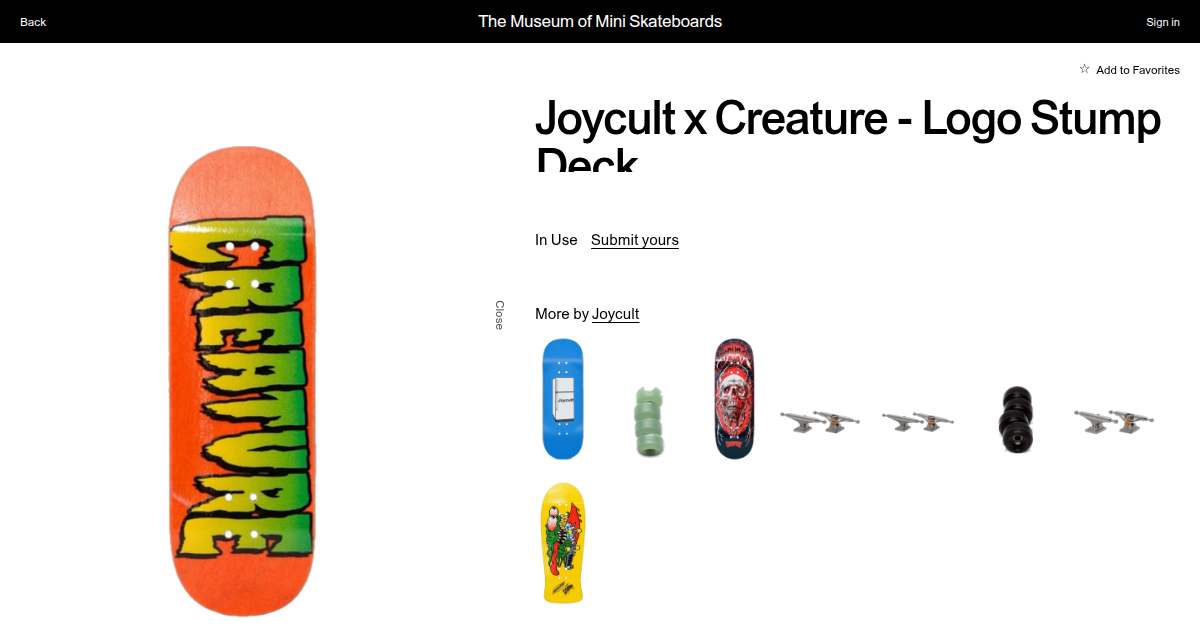 Back
The Museum of Mini Skateboards
Sign in
☆ Add to Favorites
Joycult x Creature - Logo Stump
Deck
CREATURE
In Use Submit yours
Close
More by Joycult
Joycult